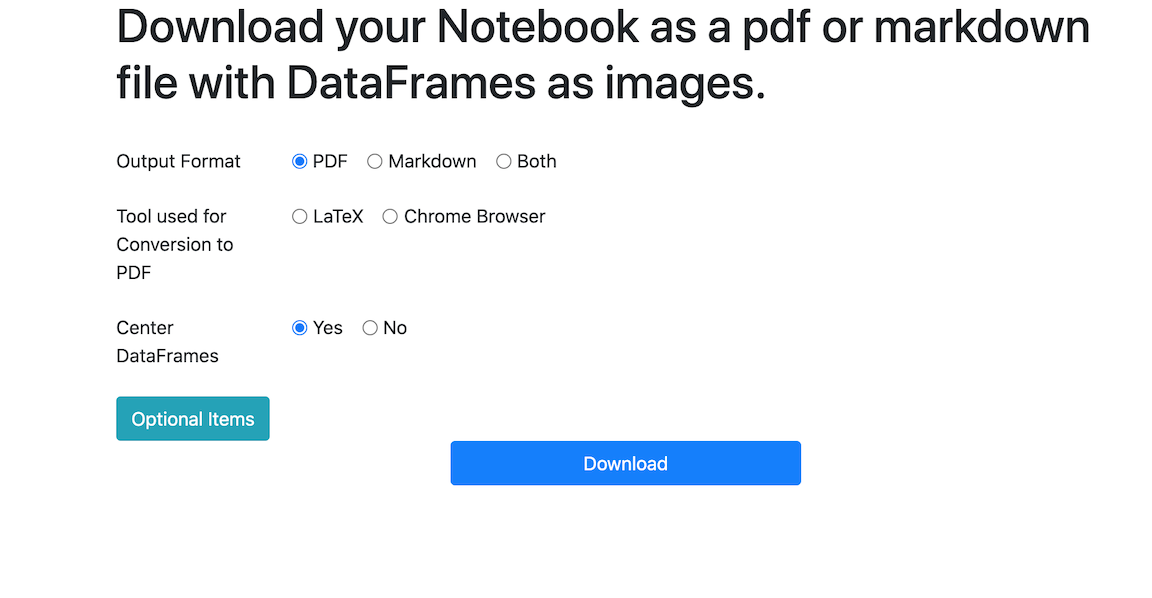 Download your Notebook as a pdf or markdown
file with DataFrames as images.
Output Format PDF Markdown Both
Tool used for LaTeX Chrome Browser
Conversion to
PDF
Center Yes No
DataFrames
Optional Items
Download